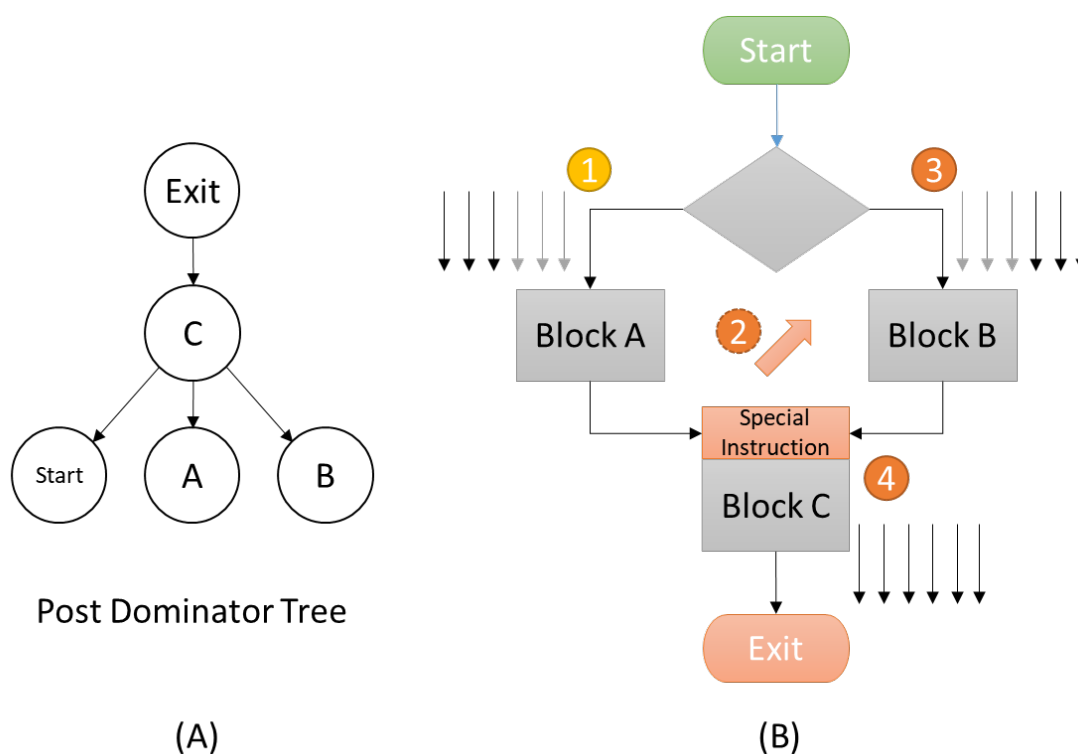 Exit
C
Start
A
B
Post Dominator Tree
(A)
Start
1
3
Block A
2
Block B
Special
Instruction
4
Block C
Exit
(B)